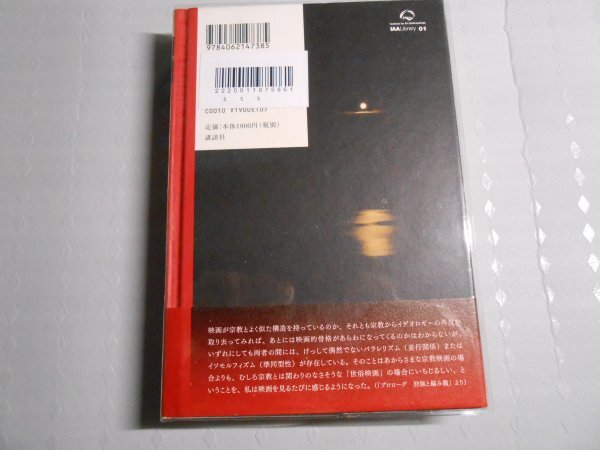 9784062147385
2220011975861
S 3 5
C0010 ¥1900E(0)
定価：本体1900円（税別）
講談社
Institute for Art Anthropology
IAALibrary 01
映画が宗教とよく似た構造を持っているのか、それとも宗教からイデオロギーの外皮を
取り去ってみれば、あとには映画的骨格があらわになってくるのかはわからないが、
いずれにしても両者の間には、けっして偶然でないパラレリズム（並行関係）または
イソモルフィズム（準同型性）が存在している。そのことはあからさまな宗教映画の場
合よりも、むしろ宗教とは関わりのなさそうな「世俗映画」の場合にいちじるしい、と
いうことを、私は映画を見るたびに感じるようになった。（「プロローグ　狩猟と編み籠」より）